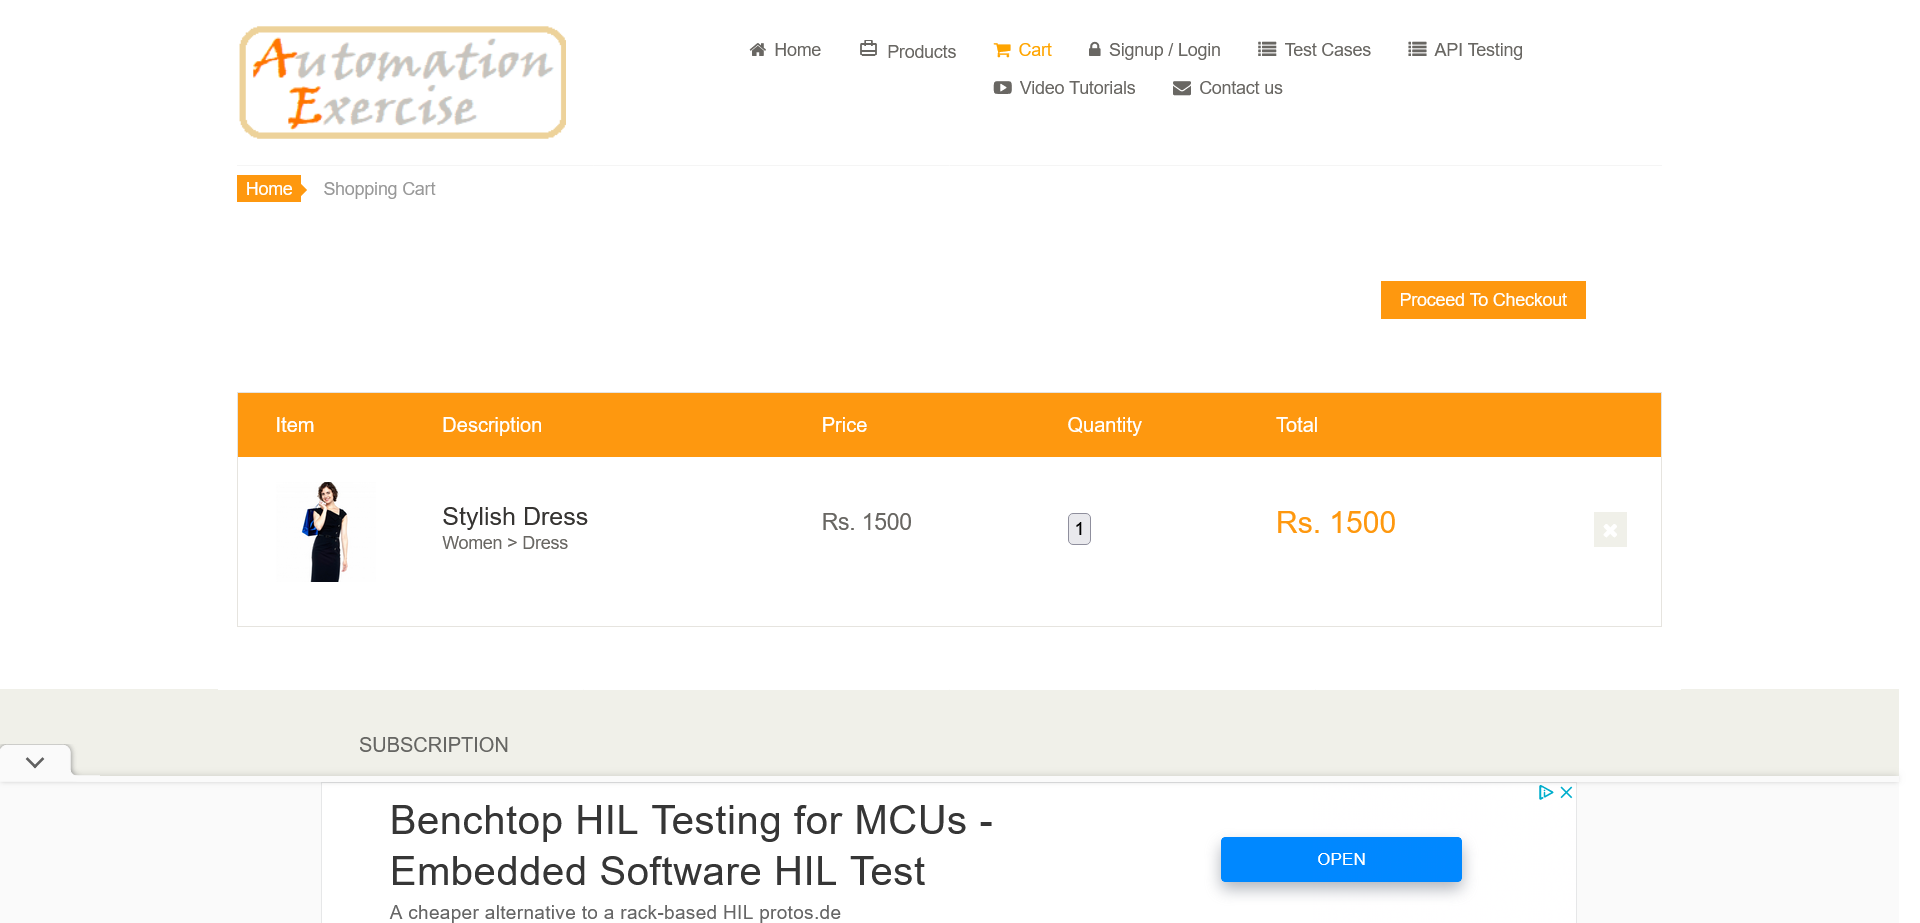 Automation
Exercise
Home
Products
Cart
Signup / Login
Test Cases
API Testing
Video Tutorials
Contact us
Home
Shopping Cart
Proceed To Checkout
Item Description Price Quantity Total
Stylish Dress
Women > Dress
Rs. 1500
1
Rs. 1500
SUBSCRIPTION
Benchtop HIL Testing for MCUs -
Embedded Software HIL Test
A cheaper alternative to a rack-based HIL protos.de
OPEN